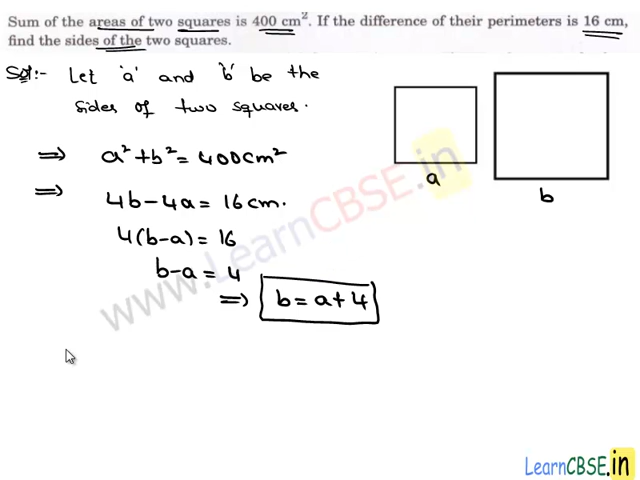 Sum of the areas of two squares is 400 cm². If the difference of their perimeters is 16 cm,
find the sides of the two squares.
Sol:- Let 'a' and 'b' be the
sides of two squares.
⇒ a² + b² = 400cm²
⇒ 4b - 4a = 16cm.
4(b-a) = 16
b-a = 4
⇒ b = a + 4
a
b
www.LearnCBSE.in
LearnCBSE.in